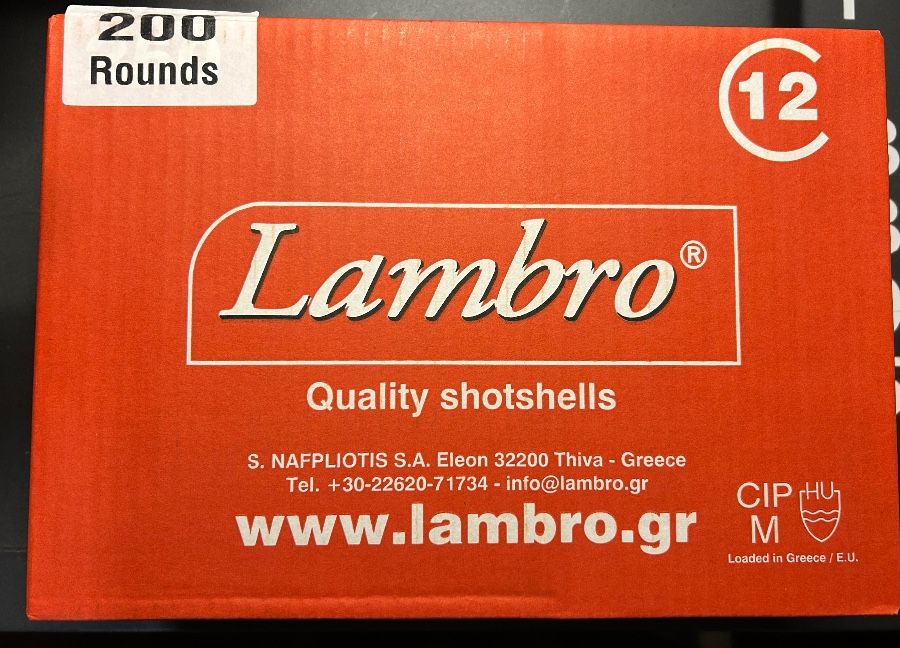 200
Rounds
12
Lambro®
Quality shotshells
S. NAFPLIOTIS S.A. Eleon 32200 Thiva - Greece
Tel. +30-22620-71734 - info@lambro.gr
www.lambro.gr
CIP HU
M
Loaded in Greece / E.U.